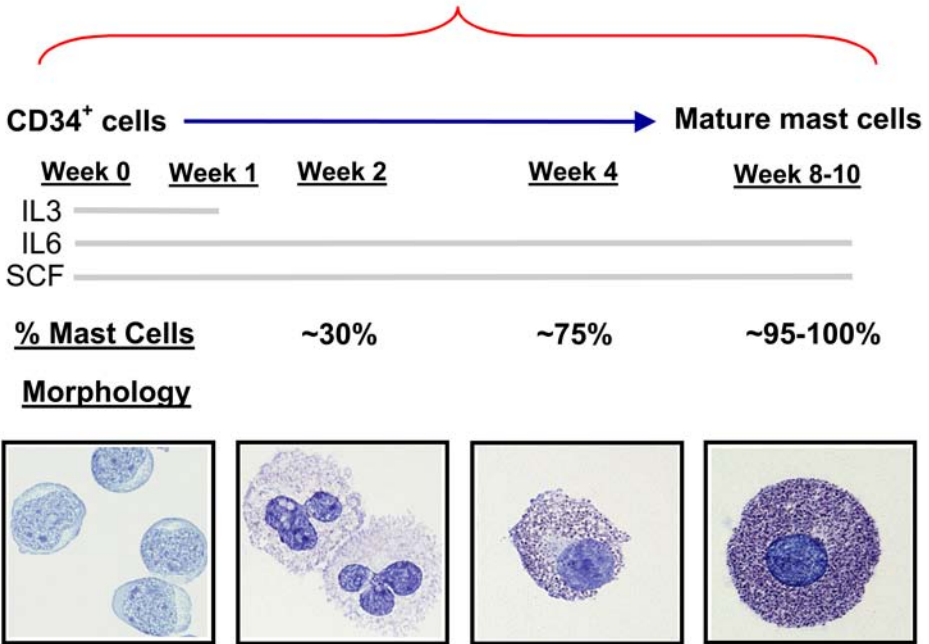 CD34⁺ cells Mature mast cells
Week 0 Week 1 Week 2 Week 4 Week 8-10
IL3
IL6
SCF
% Mast Cells ~30% ~75% ~95-100%
Morphology